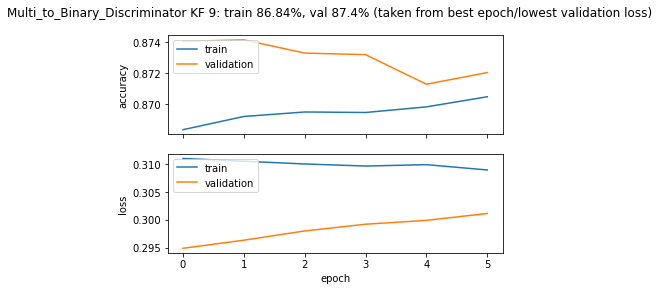 Multi_to_Binary_Discriminator KF 9: train 86.84%, val 87.4% (taken from best epoch/lowest validation loss)
0.874
0.872
0.870
accuracy
train
validation
0.310
0.305
0.300
0.295
loss
train
validation
0 1 2 3 4 5
epoch